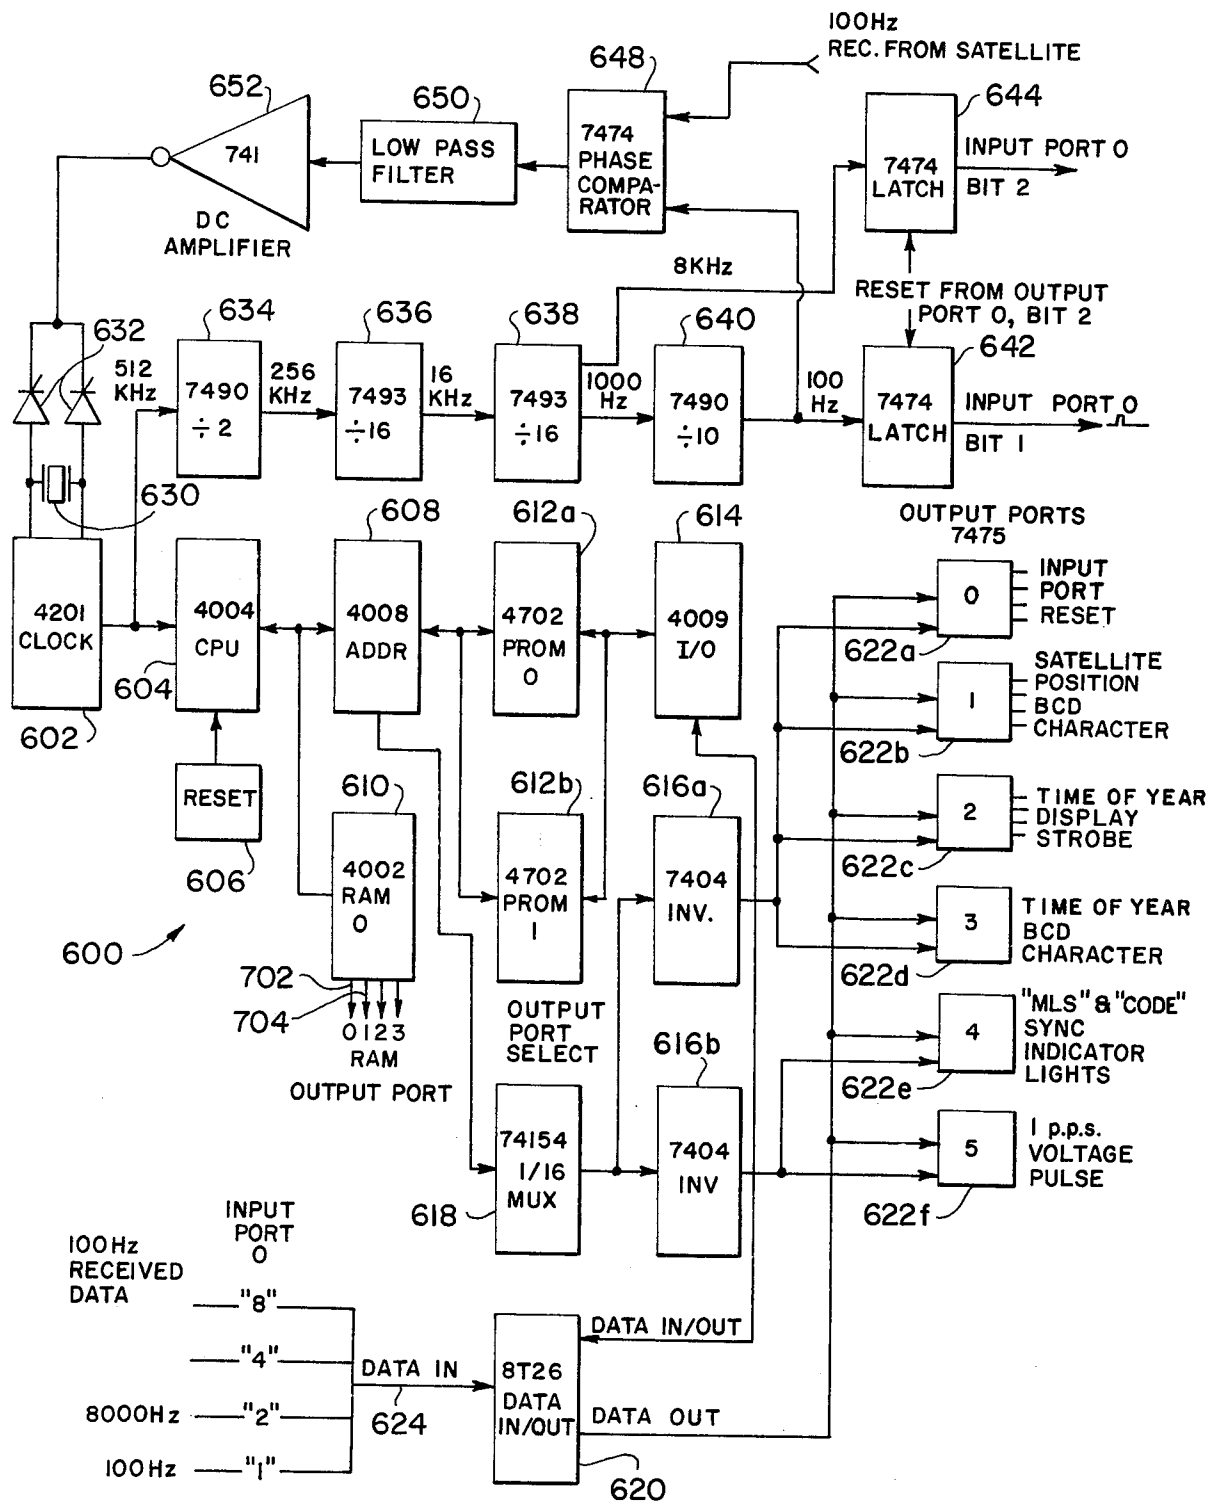 100Hz
REC. FROM SATELLITE
648
652
650
644
741
LOW PASS
FILTER
7474
PHASE
COMPA-
RATOR
7474
LATCH
INPUT PORT 0
BIT 2
DC
AMPLIFIER
8KHz
RESET FROM OUTPUT
PORT 0, BIT 2
632
634
636
638
640
642
512
KHz
7490
÷2
256
KHz
7493
÷16
16
KHz
7493
÷16
1000
Hz
7490
÷10
100
Hz
7474
LATCH
INPUT PORT 0
BIT 1
630
608
612a
614
OUTPUT PORTS
7475
4201
CLOCK
4004
CPU
4008
ADDR
4702
PROM
0
4009
I/O
0
INPUT
PORT
RESET
622a
604
602
1
SATELLITE
POSITION
BCD
CHARACTER
622b
RESET
606
610
612b
616a
2
TIME OF YEAR
DISPLAY
STROBE
622c
4002
RAM
0
4702
PROM
1
7404
INV.
3
TIME OF YEAR
BCD
CHARACTER
622d
600
702
704
0123
RAM
OUTPUT PORT
OUTPUT
PORT
SELECT
616b
4
"MLS" & "CODE"
SYNC
INDICATOR
LIGHTS
622e
74154
1/16
MUX
618
7404
INV
5
1 p.p.s.
VOLTAGE
PULSE
622f
INPUT
PORT
0
100Hz
RECEIVED
DATA
"8"
"4"
8000Hz "2"
100Hz "1"
DATA IN
624
8T26
DATA
IN/OUT
DATA IN/OUT
DATA OUT
620